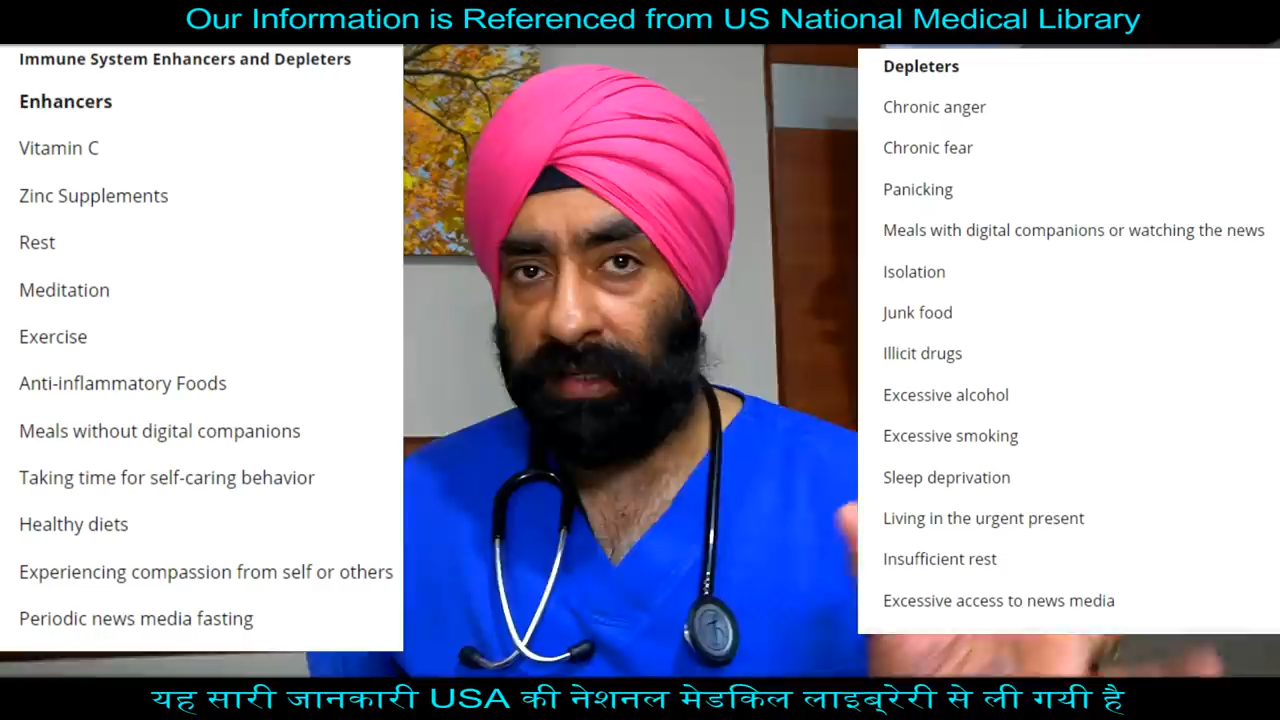 Our Information is Referenced from US National Medical Library
Immune System Enhancers and Depleters
Enhancers
Vitamin C
Zinc Supplements
Rest
Meditation
Exercise
Anti-inflammatory Foods
Meals without digital companions
Taking time for self-caring behavior
Healthy diets
Experiencing compassion from self or others
Periodic news media fasting
Depleters
Chronic anger
Chronic fear
Panicking
Meals with digital companions or watching the news
Isolation
Junk food
Illicit drugs
Excessive alcohol
Excessive smoking
Sleep deprivation
Living in the urgent present
Insufficient rest
Excessive access to news media
यह सारी जानकारी USA की नेशनल मेडिकल लाइब्रेरी से ली गयी है